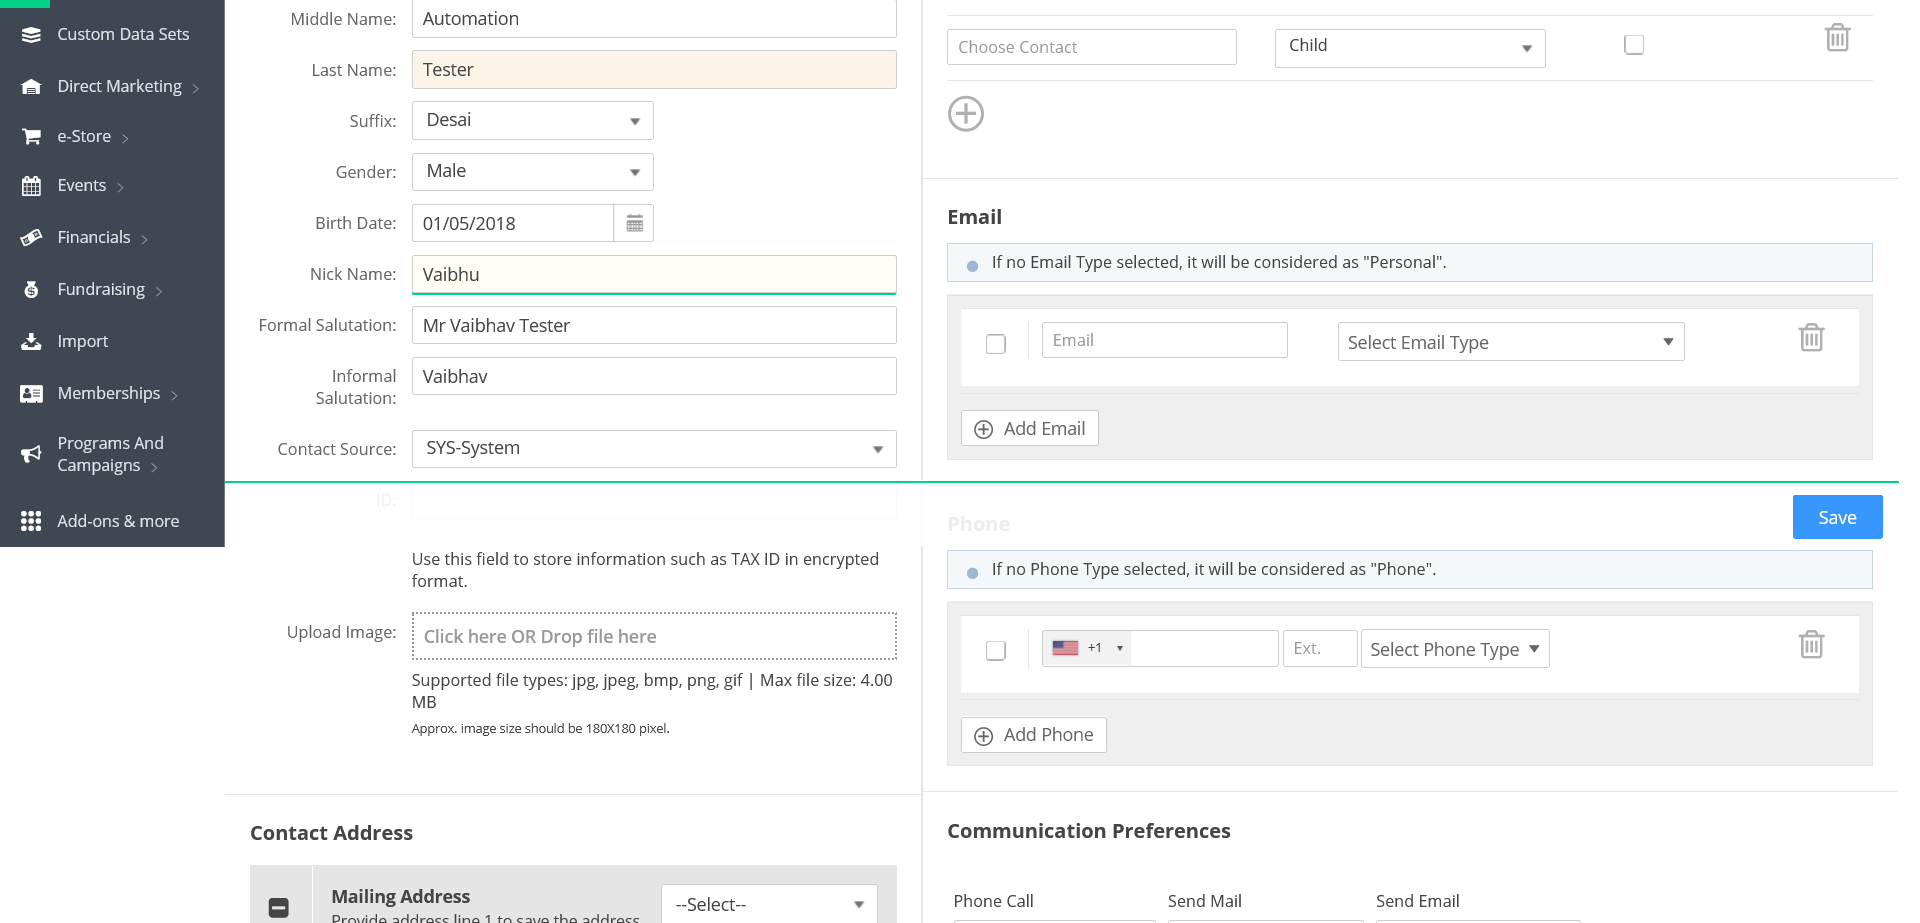 Custom Data Sets
Direct Marketing
e-Store
Events
Financials
Fundraising
Import
Memberships
Programs And
Campaigns
Add-ons & more
Middle Name: Automation
Last Name: Tester
Suffix: Desai
Gender: Male
Birth Date: 01/05/2018
Nick Name: Vaibhu
Formal Salutation: Mr Vaibhav Tester
Informal
Salutation: Vaibhav
Contact Source: SYS-System
ID:
Use this field to store information such as TAX ID in encrypted
format.
Upload Image: Click here OR Drop file here
Supported file types: jpg, jpeg, bmp, png, gif | Max file size: 4.00
MB
Approx. image size should be 180X180 pixel.
Contact Address
Mailing Address --Select--
Provide address line 1 to save the address
Choose Contact Child
Email
If no Email Type selected, it will be considered as "Personal".
Email Select Email Type
Add Email
Phone
Save
If no Phone Type selected, it will be considered as "Phone".
+1 Ext. Select Phone Type
Add Phone
Communication Preferences
Phone Call Send Mail Send Email